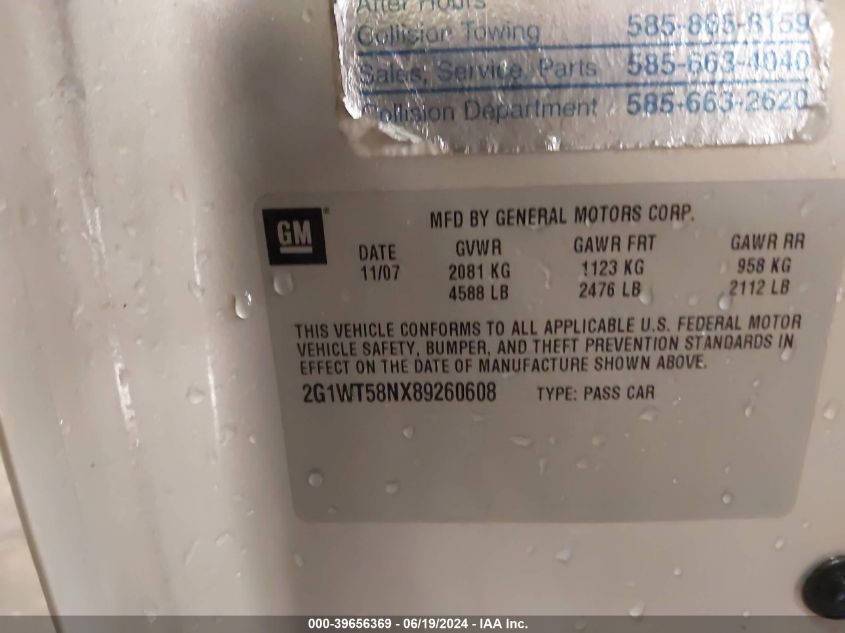 After Hours
Collision Towing 585-865-8159
Sales, Service, Parts 585-663-4040
Collision Department 585-663-2620
GM®
MFD BY GENERAL MOTORS CORP.
DATE GVWR GAWR FRT GAWR RR
11/07 2081 KG 1123 KG 958 KG
4588 LB 2476 LB 2112 LB
THIS VEHICLE CONFORMS TO ALL APPLICABLE U.S. FEDERAL MOTOR
VEHICLE SAFETY, BUMPER, AND THEFT PREVENTION STANDARDS IN
EFFECT ON THE DATE OF MANUFACTURE SHOWN ABOVE.
2G1WT58NX89260608 TYPE: PASS CAR
000-39656369 - 06/19/2024 - IAA Inc.